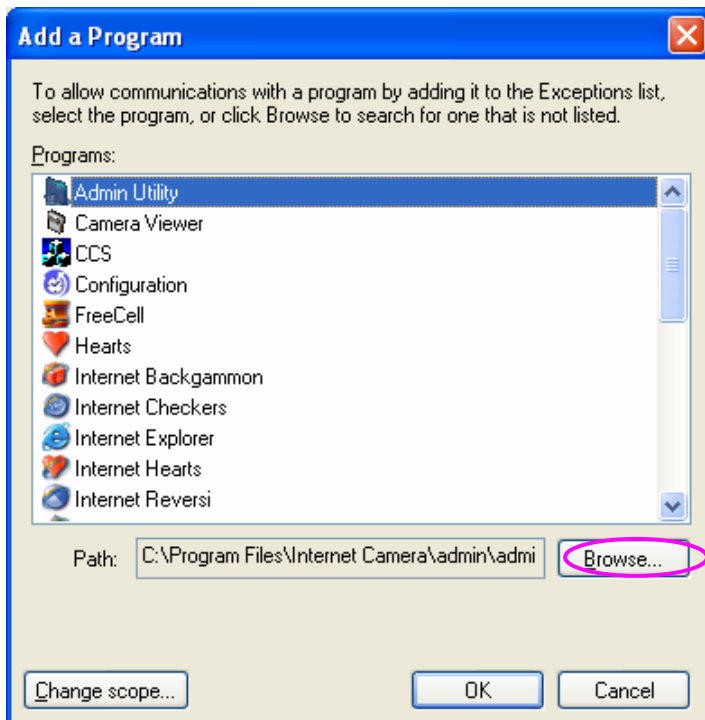 Add a Program
To allow communications with a program by adding it to the Exceptions list,
select the program, or click Browse to search for one that is not listed.
Programs:
Admin Utility
Camera Viewer
CCS
Configuration
FreeCell
Hearts
Internet Backgammon
Internet Checkers
Internet Explorer
Internet Hearts
Internet Reversi
Path: C:\Program Files\Internet Camera\admin\admi Browse...
Change scope... OK Cancel